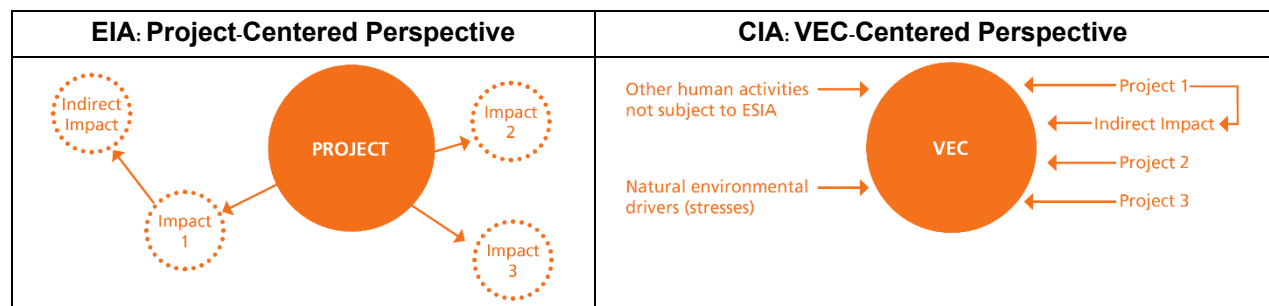 EIA: Project-Centered Perspective
CIA: VEC-Centered Perspective
Indirect
Impact
PROJECT
Impact
2
Impact
1
Impact
3
Other human activities
not subject to ESIA
Natural environmental
drivers (stresses)
VEC
Project 1
Indirect Impact
Project 2
Project 3